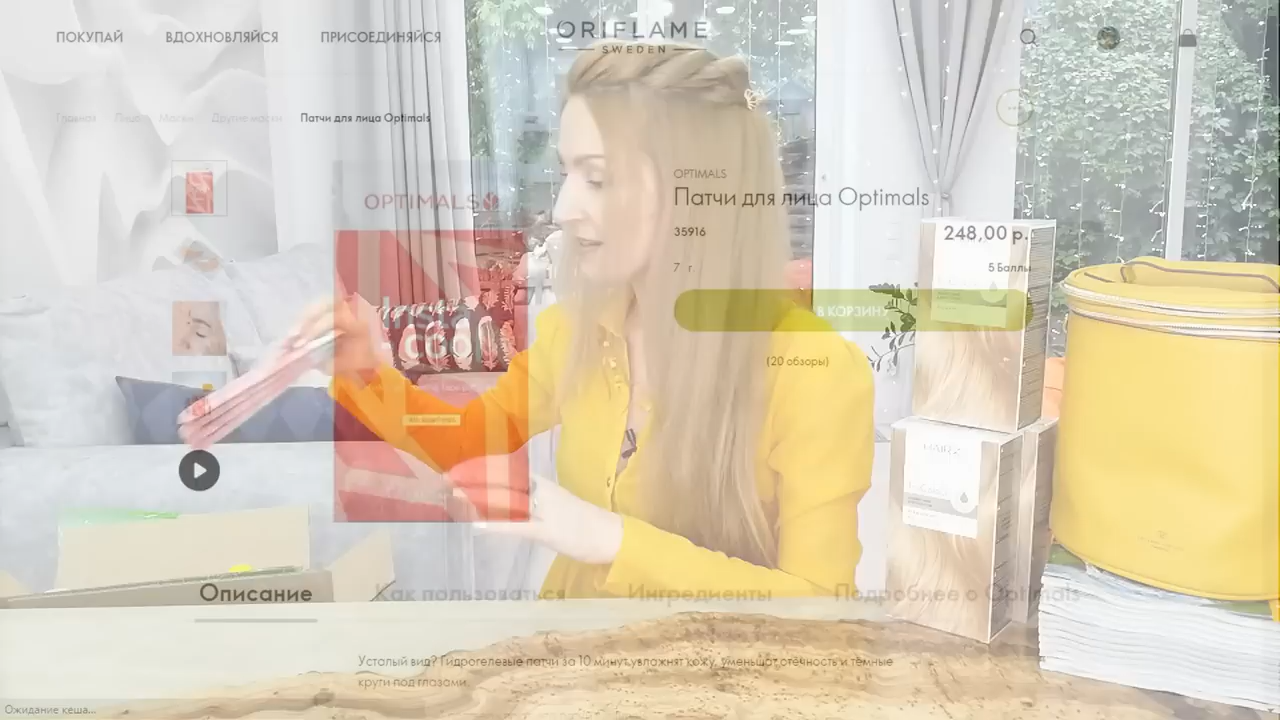 ПОКУПАЙ ВДОХНОВЛЯЙСЯ ПРИСОЕДИНЯЙСЯ
ORIFLAME
SWEDEN
Главная Лицо Маски Другие маски Патчи для лица Optimals
OPTIMALS
OPTIMALS
Патчи для лица Optimals
35916
248,00 р.
7 г.
5 Баллы
В КОРЗИНУ
(20 обзоры)
Описание Как пользоваться Ингредиенты Подробнее о Optimals
Усталый вид? Гидрогелевые патчи за 10 минут увлажнят кожу, уменьшат отёчность и тёмные
круги под глазами.
Ожидание кеша...